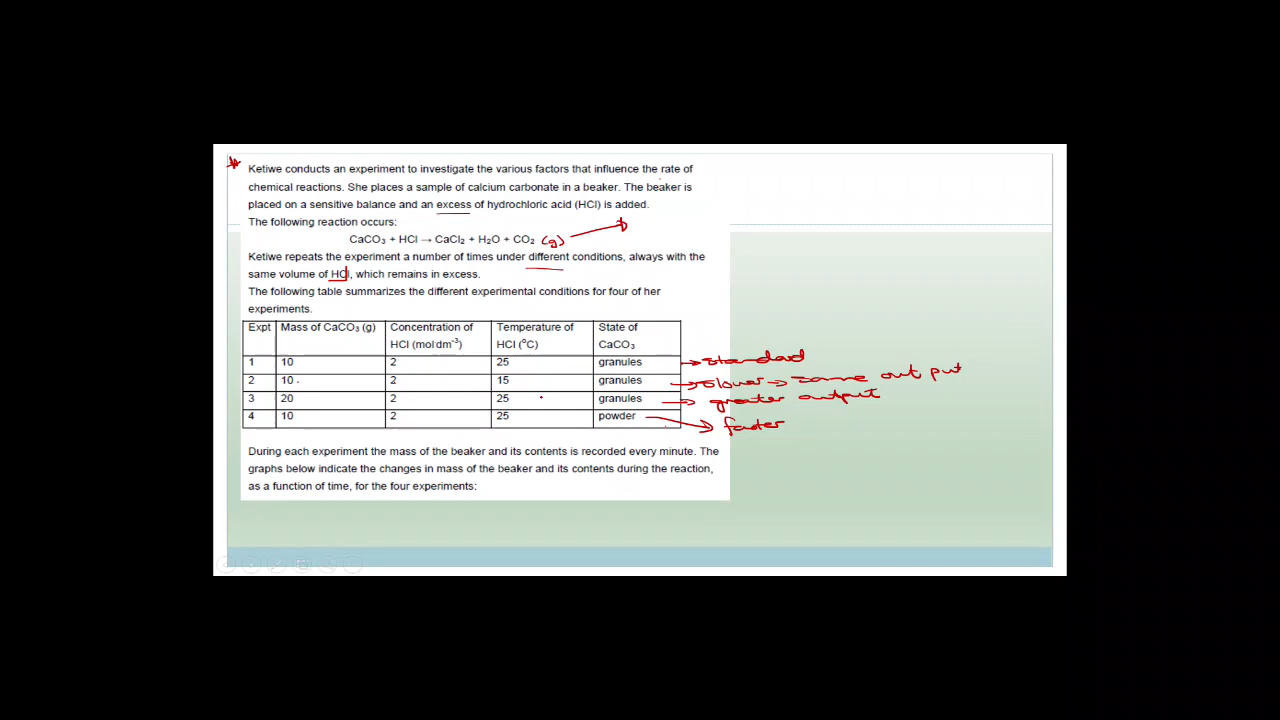 Ketiwe conducts an experiment to investigate the various factors that influence the rate of
chemical reactions. She places a sample of calcium carbonate in a beaker. The beaker is
placed on a sensitive balance and an excess of hydrochloric acid (HCl) is added.
The following reaction occurs:
CaCO₃ + HCl → CaCl₂ + H₂O + CO₂ (g)
Ketiwe repeats the experiment a number of times under different conditions, always with the
same volume of HCl, which remains in excess.
The following table summarizes the different experimental conditions for four of her
experiments.
Expt Mass of CaCO₃ (g) Concentration of HCl (mol dm⁻³) Temperature of HCl (⁰C) State of CaCO₃
1 10 2 25 granules → standard
2 10 2 15 granules → slower → same out put
3 20 2 25 granules → greater output
4 10 2 25 powder → faster
During each experiment the mass of the beaker and its contents is recorded every minute. The
graphs below indicate the changes in mass of the beaker and its contents during the reaction,
as a function of time, for the four experiments: